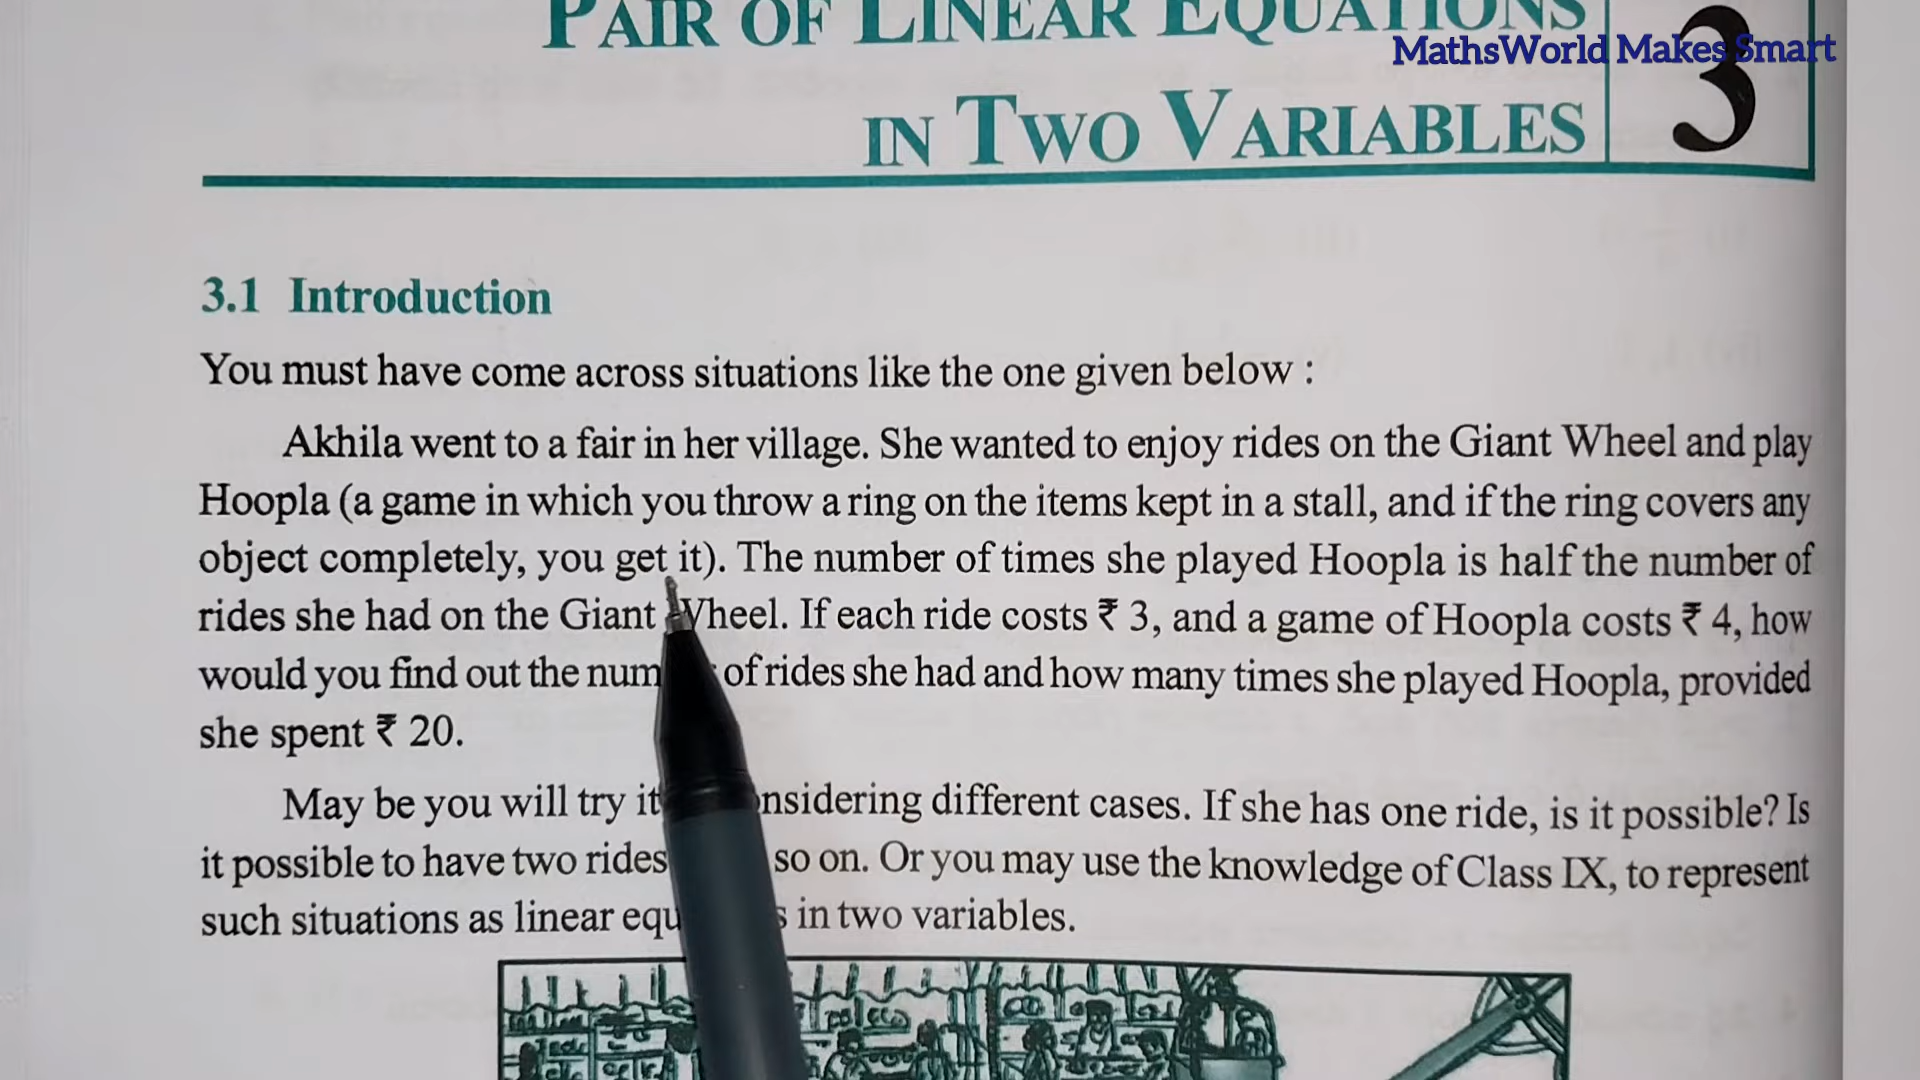 PAIR OF LINEAR EQUATIONS
MathsWorld Makes Smart
IN TWO VARIABLES
3
3.1 Introduction
You must have come across situations like the one given below :
Akhila went to a fair in her village. She wanted to enjoy rides on the Giant Wheel and play
Hoopla (a game in which you throw a ring on the items kept in a stall, and if the ring covers any
object completely, you get it). The number of times she played Hoopla is half the number of
rides she had on the Giant Wheel. If each ride costs ₹ 3, and a game of Hoopla costs ₹ 4, how
would you find out the num of rides she had and how many times she played Hoopla, provided
she spent ₹ 20.
May be you will try it nsidering different cases. If she has one ride, is it possible? Is
it possible to have two rides so on. Or you may use the knowledge of Class IX, to represent
such situations as linear equ s in two variables.